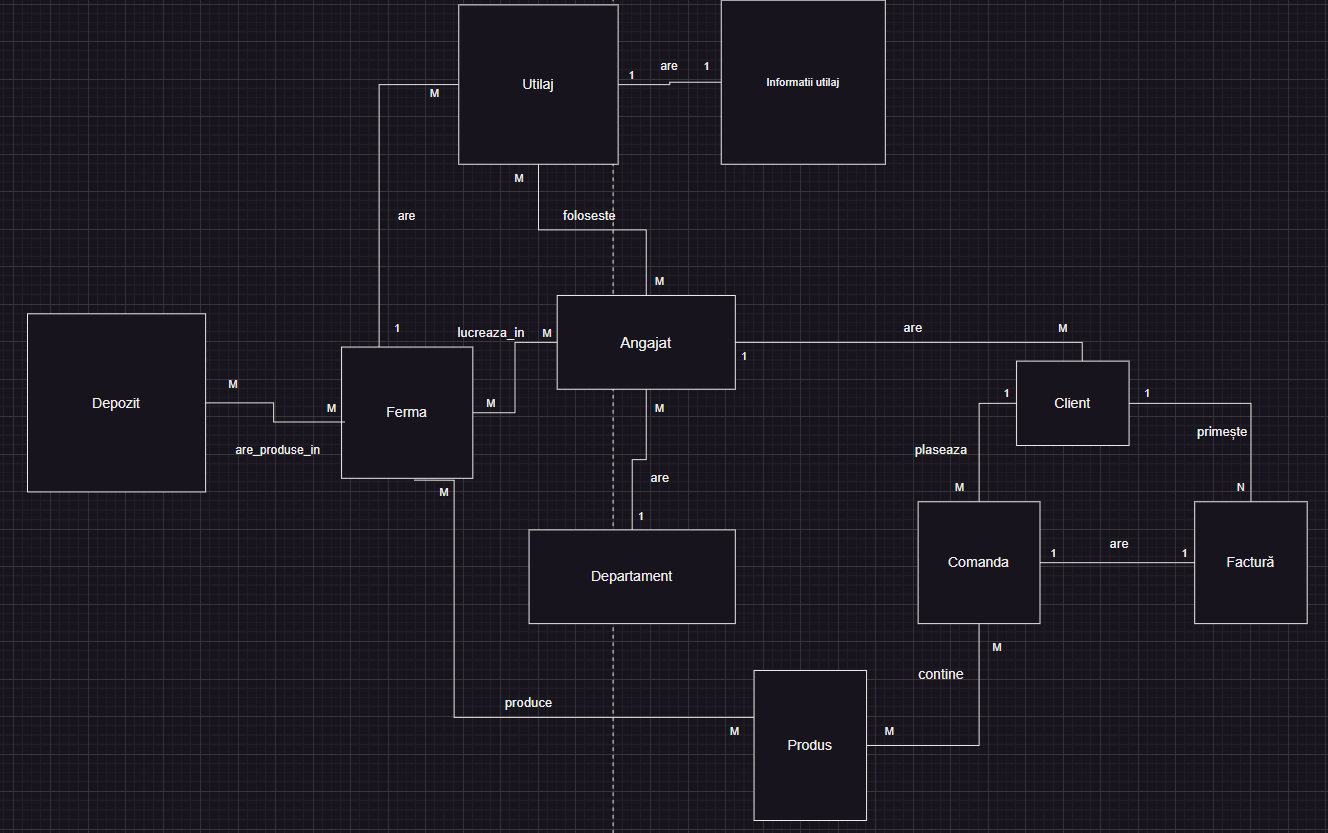 Utilaj
1
are
1
Informatii utilaj
M
M
are
foloseste
M
1
lucreaza_in
M
Angajat
1
are
M
Depozit
M
M
are_produse_in
Ferma
M
M
M
are
1
Departament
1
Client
1
plaseaza
primește
M
N
Comanda
1
are
1
Factură
M
contine
produce
M
Produs
M